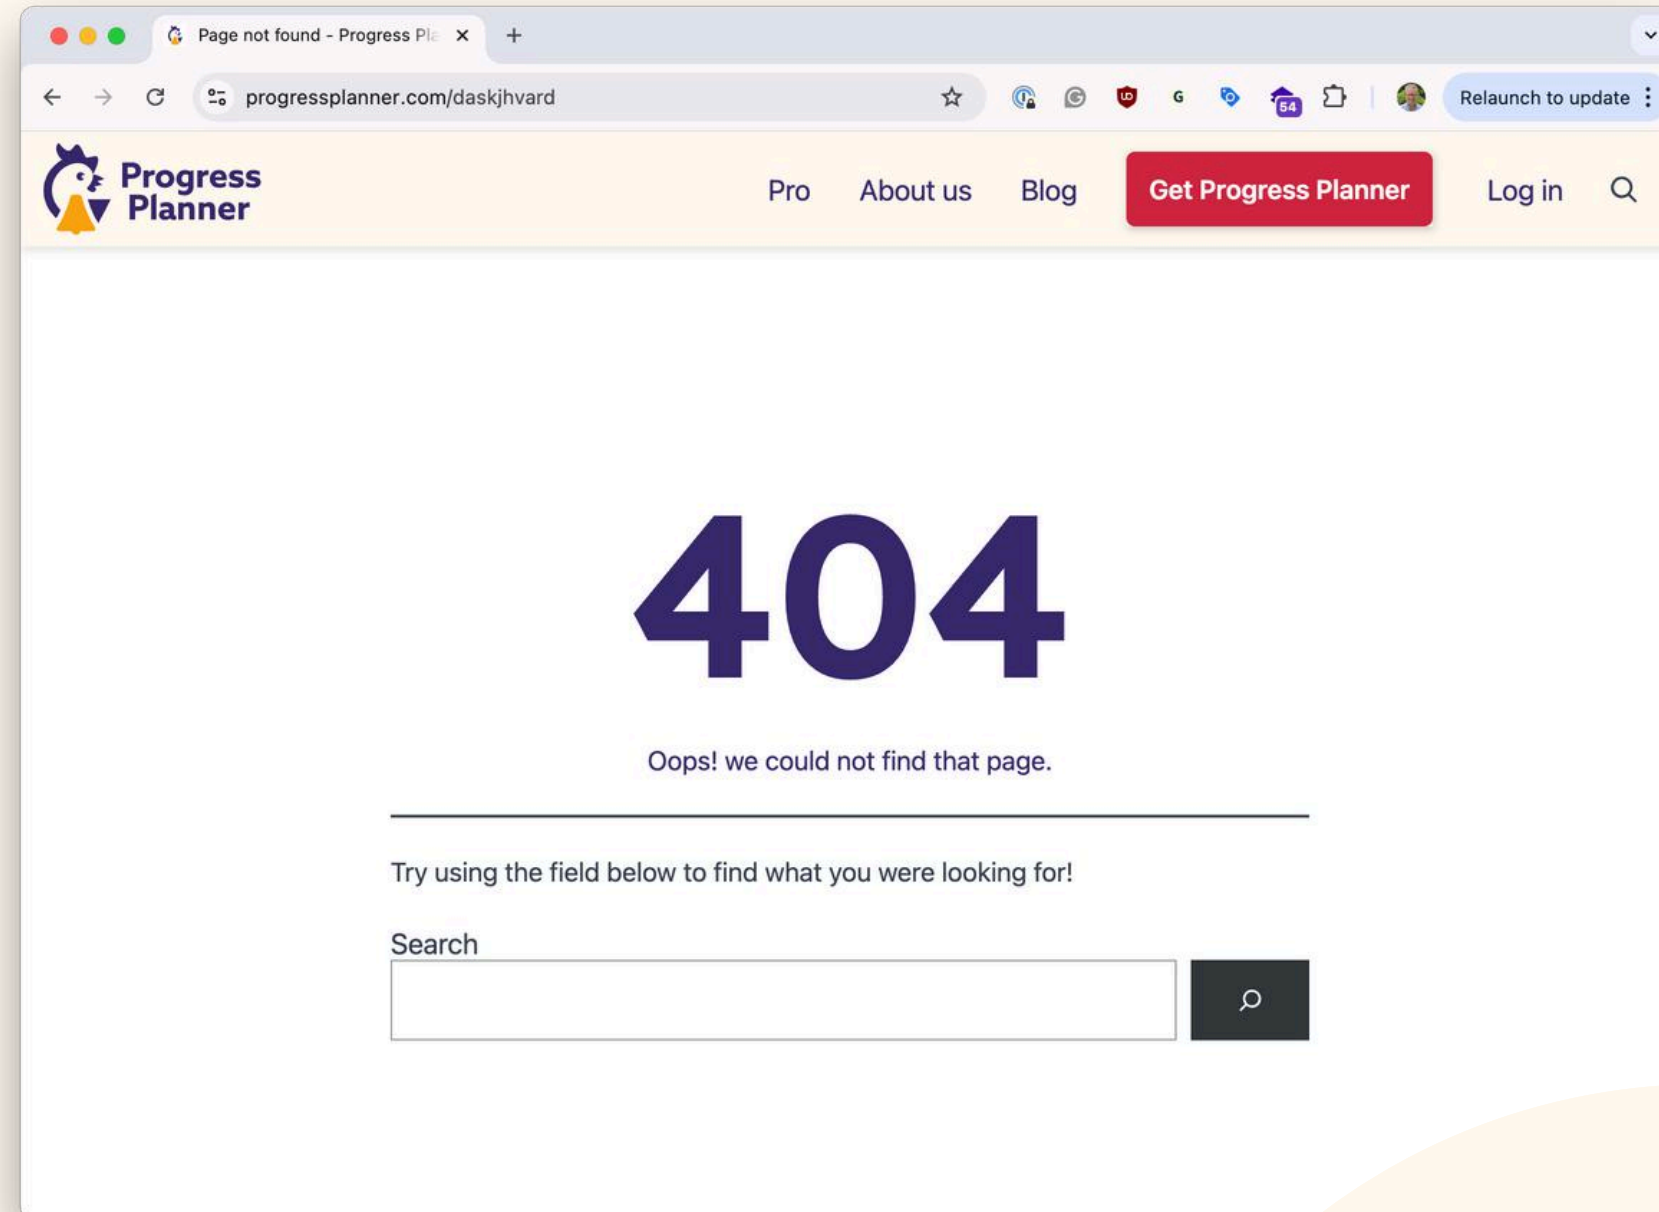 Page not found - Progress Pla
progressplanner.com/daskjhvard
G
54
Relaunch to update
Progress
Planner
Pro About us Blog Get Progress Planner Log in
404
Oops! we could not find that page.
Try using the field below to find what you were looking for!
Search